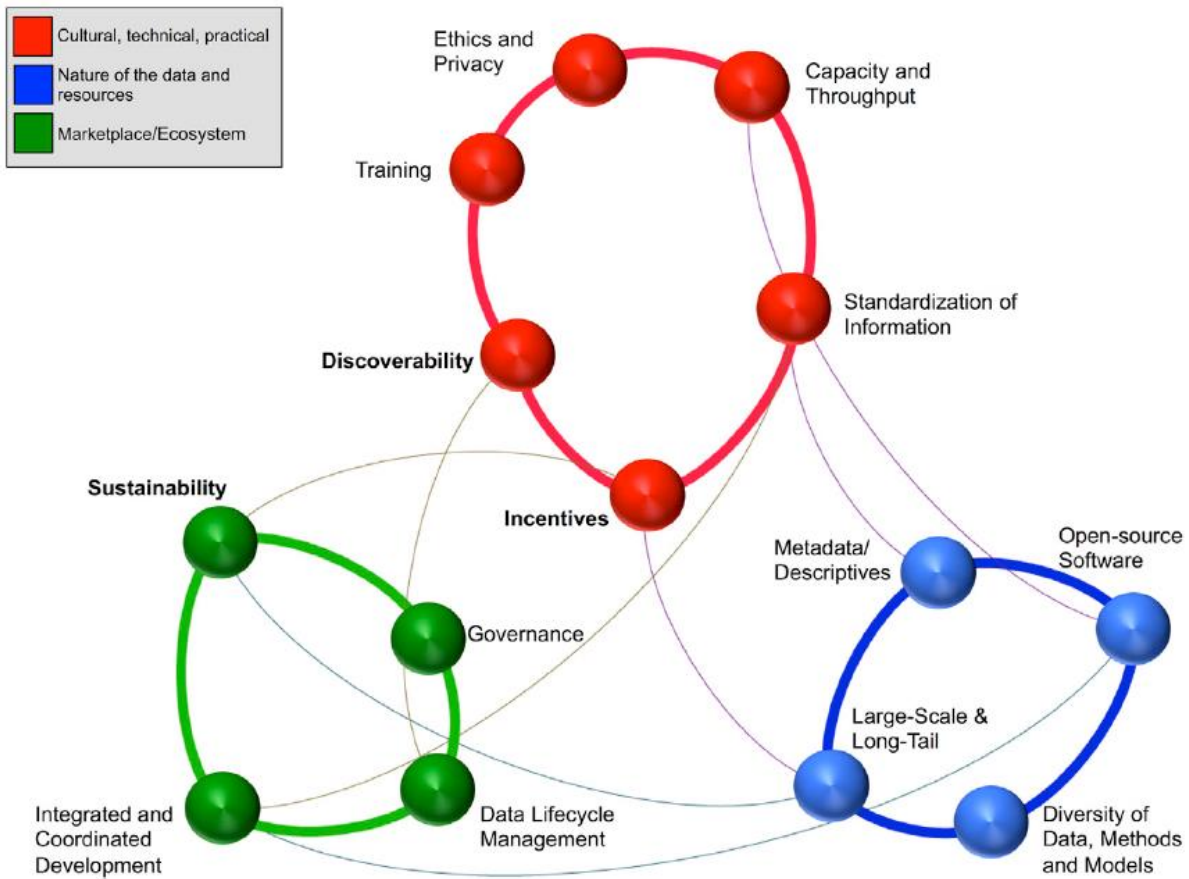 Cultural, technical, practical
Nature of the data and
resources
Marketplace/Ecosystem
Ethics and
Privacy
Capacity and
Throughput
Training
Standardization of
Information
Discoverability
Sustainability
Incentives
Metadata/
Descriptives
Open-source
Software
Governance
Large-Scale &
Long-Tail
Integrated and
Coordinated
Development
Data Lifecycle
Management
Diversity of
Data, Methods
and Models